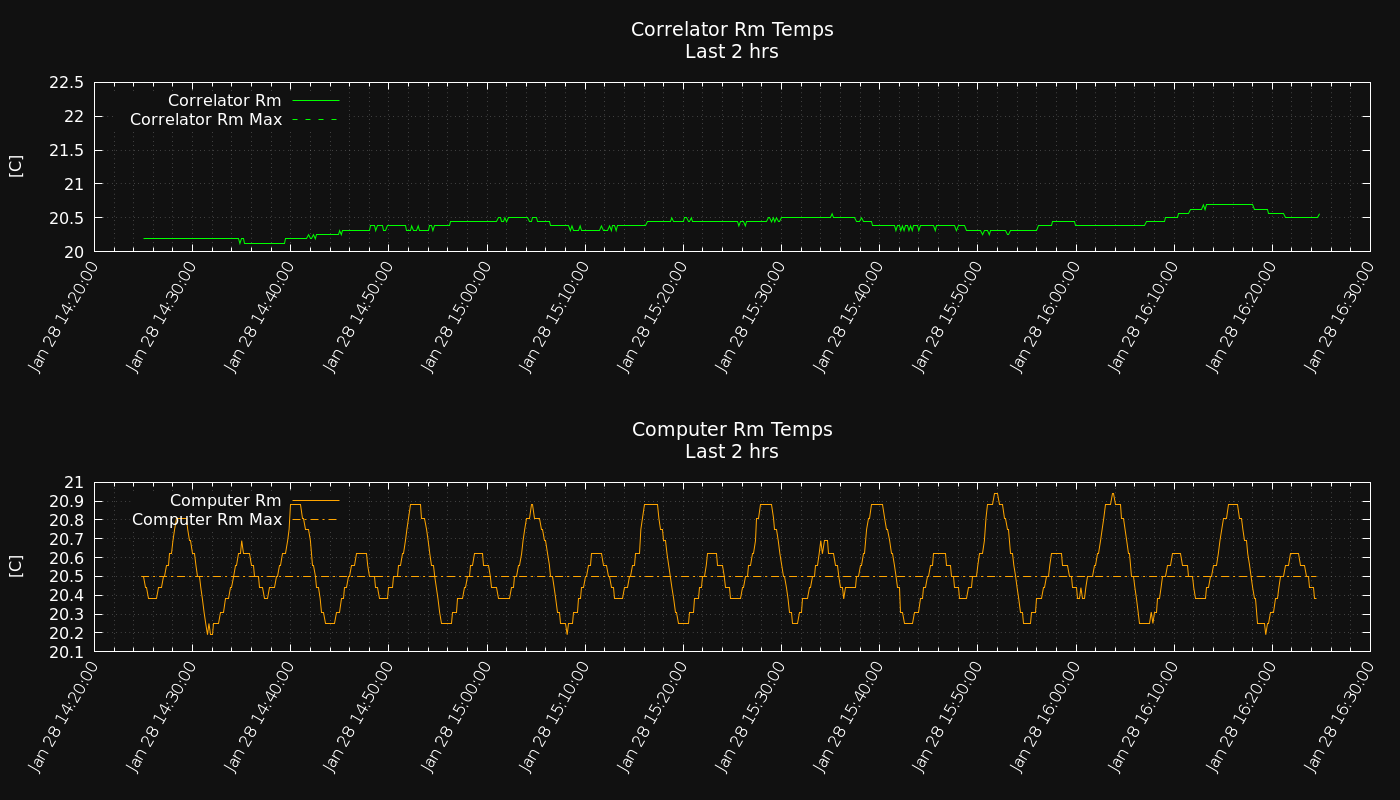 Correlator Rm Temps
Last 2 hrs
22.5
22
21.5
21
20.5
20
[C]
Correlator Rm
Correlator Rm Max
Jan 28 14:20:00
Jan 28 14:30:00
Jan 28 14:40:00
Jan 28 14:50:00
Jan 28 15:00:00
Jan 28 15:10:00
Jan 28 15:20:00
Jan 28 15:30:00
Jan 28 15:40:00
Jan 28 15:50:00
Jan 28 16:00:00
Jan 28 16:10:00
Jan 28 16:20:00
Jan 28 16:30:00
Computer Rm Temps
Last 2 hrs
21
20.9
20.8
20.7
20.6
20.5
20.4
20.3
20.2
20.1
[C]
Computer Rm
Computer Rm Max
Jan 28 14:20:00
Jan 28 14:30:00
Jan 28 14:40:00
Jan 28 14:50:00
Jan 28 15:00:00
Jan 28 15:10:00
Jan 28 15:20:00
Jan 28 15:30:00
Jan 28 15:40:00
Jan 28 15:50:00
Jan 28 16:00:00
Jan 28 16:10:00
Jan 28 16:20:00
Jan 28 16:30:00